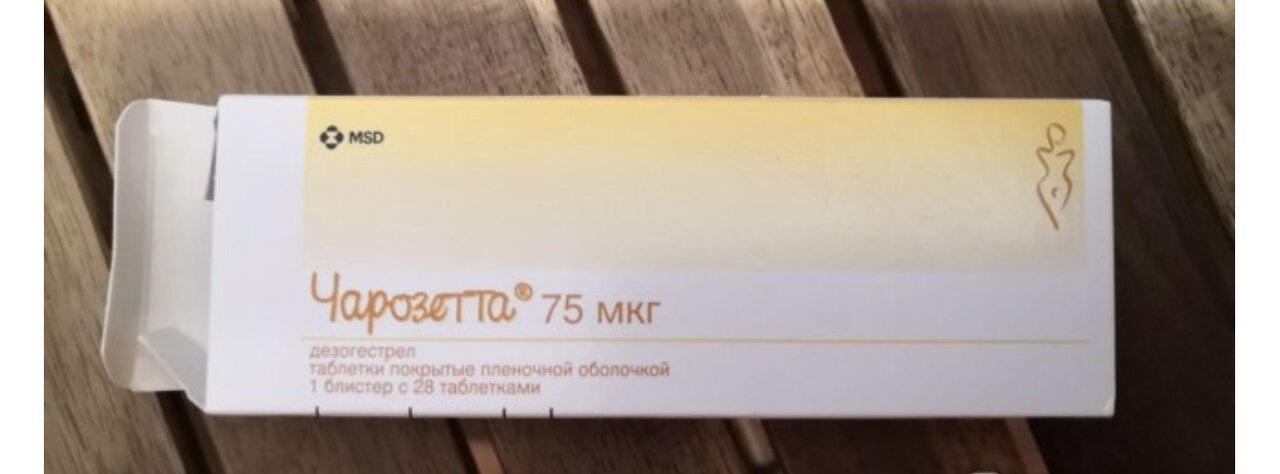 MSD
Чарозетта® 75 мкг
дезогестрел
таблетки покрытые пленочной оболочкой
1 блистер с 28 таблетками